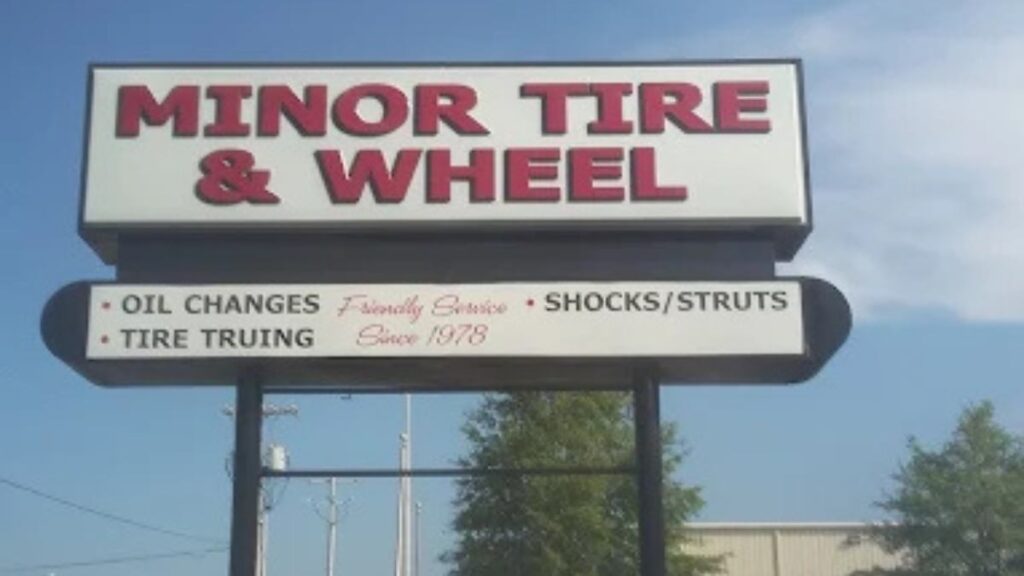 MINOR TIRE
& WHEEL
• OIL CHANGES
• TIRE TRUING
Friendly Service
Since 1978
• SHOCKS/STRUTS